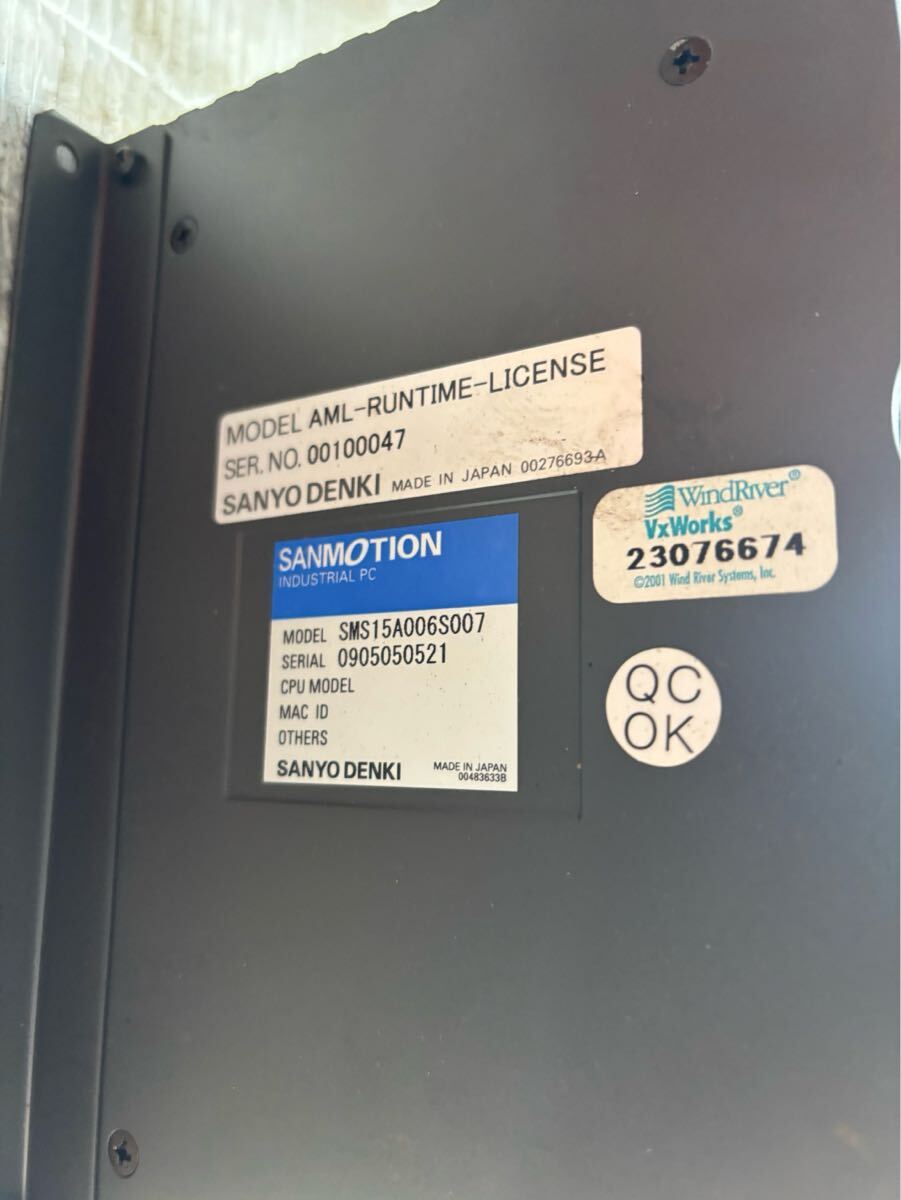 MODEL AML-RUNTIME-LICENSE
SER. NO. 00100047
SANYO DENKI MADE IN JAPAN 00276693-A
WindRiver®
VxWorks®
23076674
©2001 Wind River Systems, Inc.
SANMOTION
INDUSTRIAL PC
MODEL SMS15A006S007
SERIAL 0905050521
CPU MODEL
MAC ID
OTHERS
SANYO DENKI MADE IN JAPAN
00483633B
QC
OK